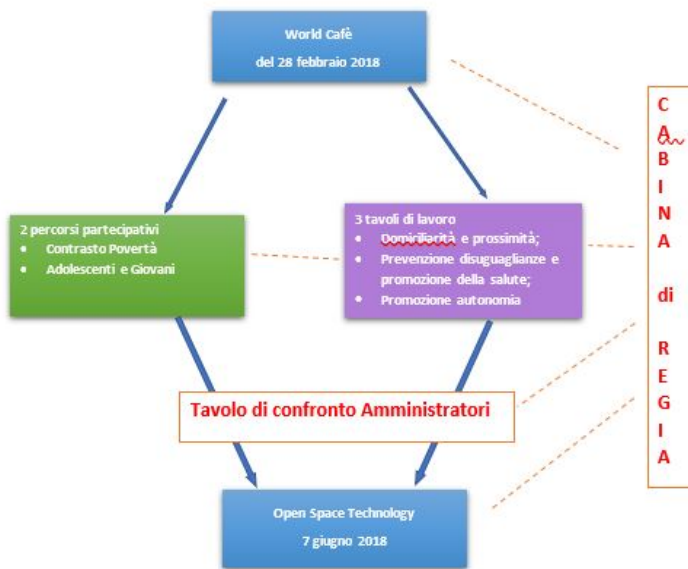 World Cafè
del 28 febbraio 2018
2 percorsi partecipativi
• Contrasto Povertà
• Adolescenti e Giovani
3 tavoli di lavoro
• Domiciliarità e prossimità;
• Prevenzione disuguaglianze e
promozione della salute;
• Promozione autonomia
Tavolo di confronto Amministratori
Open Space Technology
7 giugno 2018
C
A
B
I
N
A
di
R
E
G
I
A